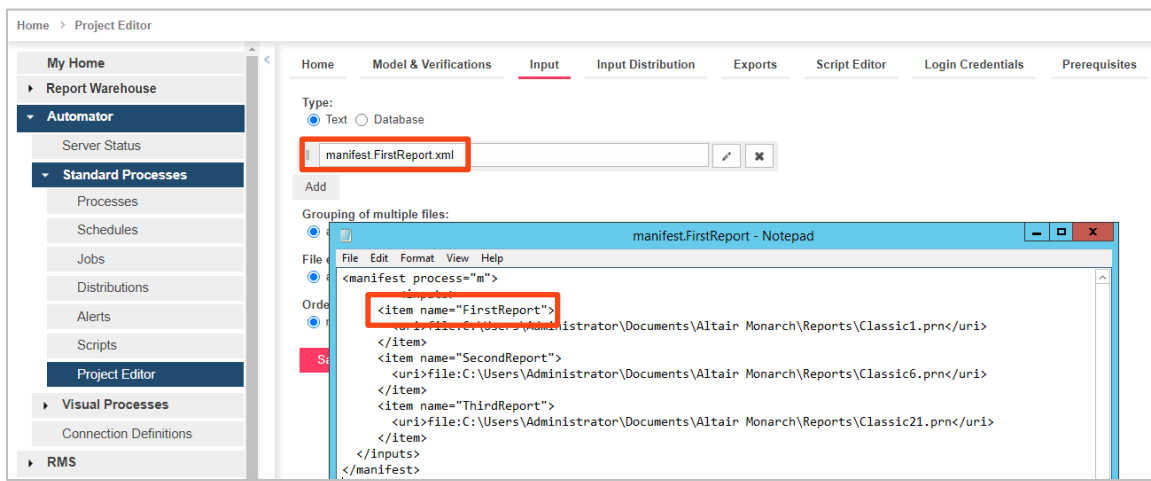 Home > Project Editor
My Home
Report Warehouse
Automator
Server Status
Standard Processes
Processes
Schedules
Jobs
Distributions
Alerts
Scripts
Project Editor
Visual Processes
Connection Definitions
RMS
Home Model & Verifications Input Input Distribution Exports Script Editor Login Credentials Prerequisites
Type:
Text Database
manifest.FirstReport.xml
Add
Grouping of multiple files:
a
File e
a
Orde
Sa
manifest.FirstReport - Notepad
File Edit Format View Help
<manifest process="m">
<inputs>
<item name="FirstReport">
<uri>file:C:\Users\Administrator\Documents\Altair Monarch\Reports\Classic1.prn</uri>
</item>
<item name="SecondReport">
<uri>file:C:\Users\Administrator\Documents\Altair Monarch\Reports\Classic6.prn</uri>
</item>
<item name="ThirdReport">
<uri>file:C:\Users\Administrator\Documents\Altair Monarch\Reports\Classic21.prn</uri>
</item>
</inputs>
</manifest>